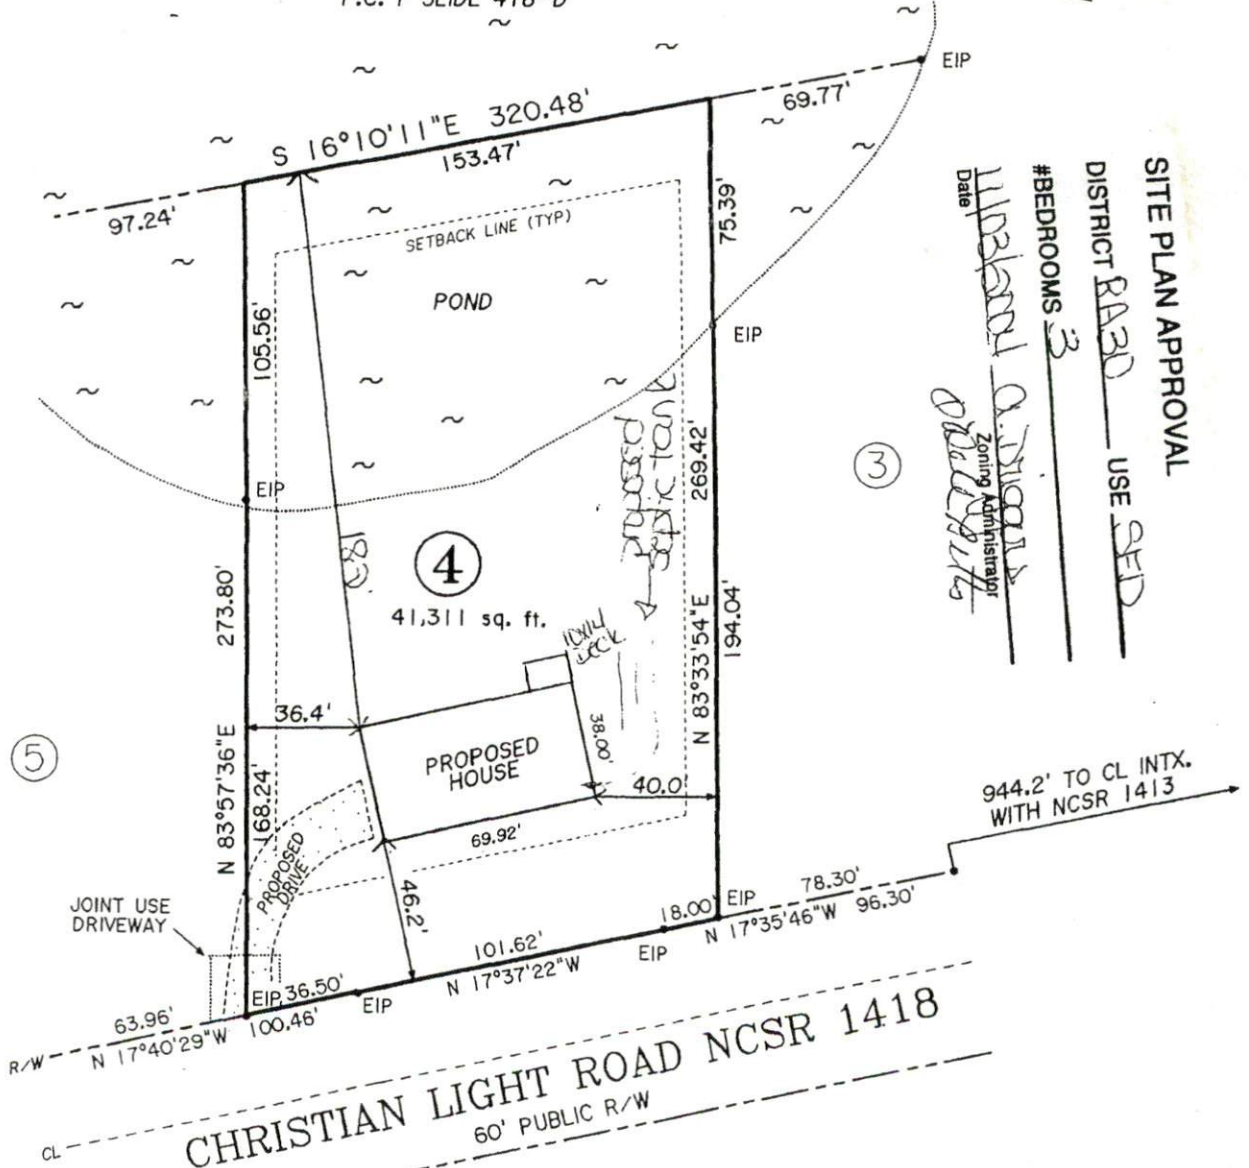 EIP
69.77'
S 16°10'11"E 320.48'
153.47'
97.24'
SETBACK LINE (TYP)
75.39'
POND
105.56'
EIP
EIP
proposed
septic tank
269.42'
3
SITE PLAN APPROVAL
DISTRICT RA30 USE SFD
#BEDROOMS 3
Date
Zoning Administrator
4
41,311 sq. ft.
273.80'
N 83°33'54"E
194.04'
10x14
DECK
36.4'
38.00'
PROPOSED
HOUSE
40.0'
69.92'
5
N 83°57'36"E
168.24'
944.2' TO CL INTX.
WITH NCSR 1413
PROPOSED
DRIVE
46.2'
JOINT USE
DRIVEWAY
78.30'
18.00'
EIP
N 17°35'46"W 96.30'
101.62'
EIP
N 17°37'22"W
EIP 36.50'
EIP
63.96'
100.46'
R/W
N 17°40'29"W
CHRISTIAN LIGHT ROAD NCSR 1418
CL
60' PUBLIC R/W